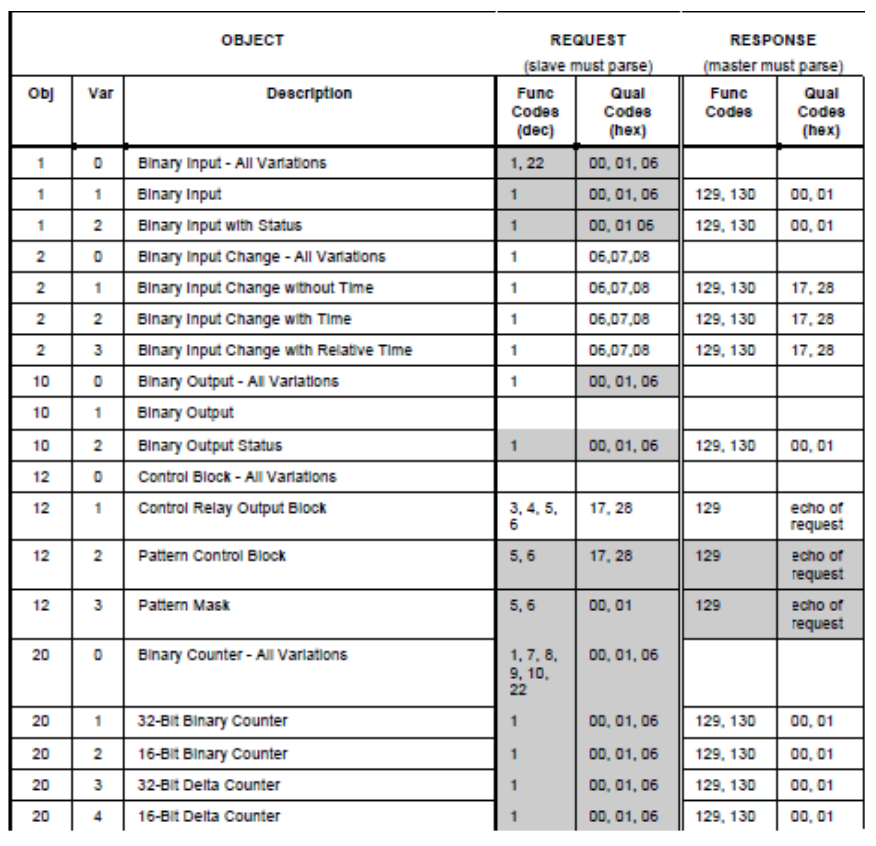 OBJECT REQUEST RESPONSE
(slave must parse) (master must parse)
Obj Var Description Func Codes (dec) Qual Codes (hex) Func Codes Qual Codes (hex)
1 0 Binary Input - All Variations 1, 22 00, 01, 06
1 1 Binary Input 1 00, 01, 06 129, 130 00, 01
1 2 Binary Input with Status 1 00, 01 06 129, 130 00, 01
2 0 Binary Input Change - All Variations 1 06,07,08
2 1 Binary Input Change without Time 1 06,07,08 129, 130 17, 28
2 2 Binary Input Change with Time 1 06,07,08 129, 130 17, 28
2 3 Binary Input Change with Relative Time 1 06,07,08 129, 130 17, 28
10 0 Binary Output - All Variations 1 00, 01, 06
10 1 Binary Output
10 2 Binary Output Status 1 00, 01, 06 129, 130 00, 01
12 0 Control Block - All Variations
12 1 Control Relay Output Block 3, 4, 5, 6 17, 28 129 echo of request
12 2 Pattern Control Block 5, 6 17, 28 129 echo of request
12 3 Pattern Mask 5, 6 00, 01 129 echo of request
20 0 Binary Counter - All Variations 1, 7, 8, 9, 10, 22 00, 01, 06
20 1 32-Bit Binary Counter 1 00, 01, 06 129, 130 00, 01
20 2 16-Bit Binary Counter 1 00, 01, 06 129, 130 00, 01
20 3 32-Bit Delta Counter 1 00, 01, 06 129, 130 00, 01
20 4 16-Bit Delta Counter 1 00, 01, 06 129, 130 00, 01